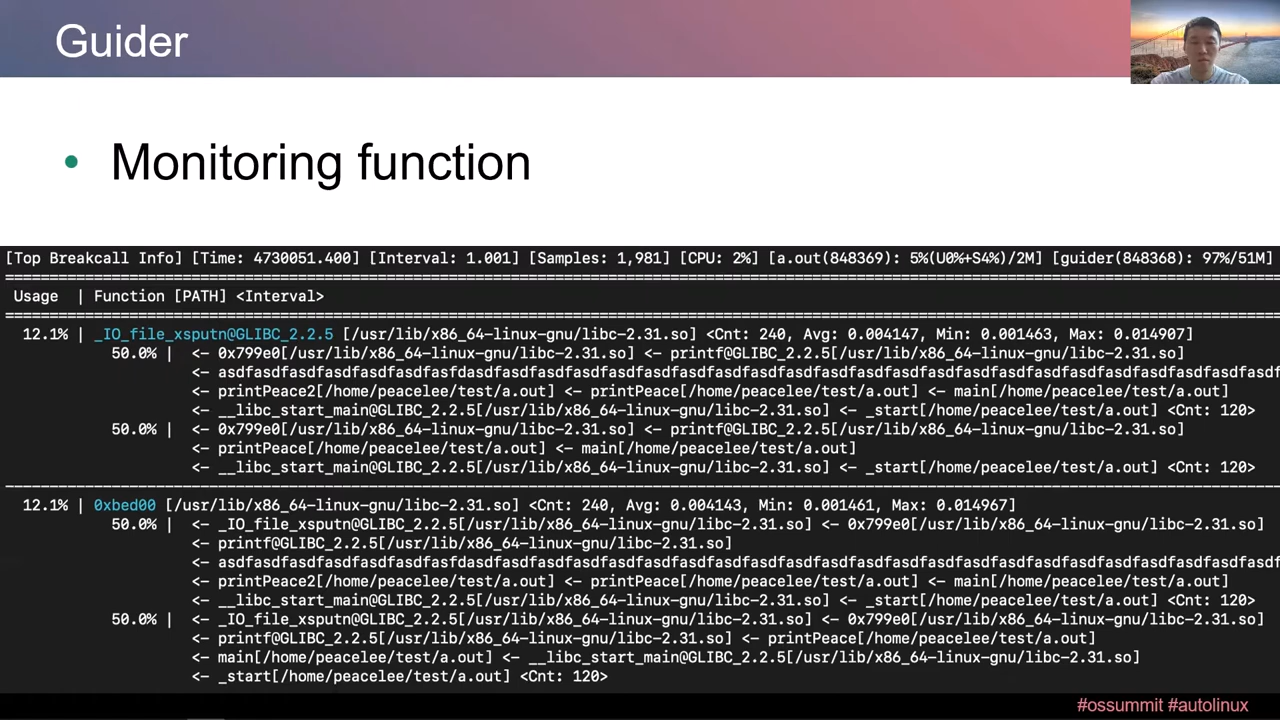 Guider
• Monitoring function
[Top Breakcall Info] [Time: 4730051.400] [Interval: 1.001] [Samples: 1,981] [CPU: 2%] [a.out(848369): 5%(U0%+S4%)/2M] [guider(848368): 97%/51M]
Usage | Function [PATH] <Interval>
12.1% | _IO_file_xsputn@GLIBC_2.2.5 [/usr/lib/x86_64-linux-gnu/libc-2.31.so] <Cnt: 240, Avg: 0.004147, Min: 0.001463, Max: 0.014907]
50.0% | <- 0x799e0[/usr/lib/x86_64-linux-gnu/libc-2.31.so] <- printf@GLIBC_2.2.5[/usr/lib/x86_64-linux-gnu/libc-2.31.so]
<- asdfasdfasdfasdfasdfasfdasdfasdfasdfasdfasdfasdfasdfasdfasdfasdfasdfasdfasdfasdfasdfasdfasdfasdfasdfasdf
<- printPeace2[/home/peacelee/test/a.out] <- printPeace[/home/peacelee/test/a.out] <- main[/home/peacelee/test/a.out]
<- __libc_start_main@GLIBC_2.2.5[/usr/lib/x86_64-linux-gnu/libc-2.31.so] <- _start[/home/peacelee/test/a.out] <Cnt: 120>
50.0% | <- 0x799e0[/usr/lib/x86_64-linux-gnu/libc-2.31.so] <- printf@GLIBC_2.2.5[/usr/lib/x86_64-linux-gnu/libc-2.31.so]
<- printPeace[/home/peacelee/test/a.out] <- main[/home/peacelee/test/a.out]
<- __libc_start_main@GLIBC_2.2.5[/usr/lib/x86_64-linux-gnu/libc-2.31.so] <- _start[/home/peacelee/test/a.out] <Cnt: 120>
12.1% | 0xbed00 [/usr/lib/x86_64-linux-gnu/libc-2.31.so] <Cnt: 240, Avg: 0.004143, Min: 0.001461, Max: 0.014967]
50.0% | <- _IO_file_xsputn@GLIBC_2.2.5[/usr/lib/x86_64-linux-gnu/libc-2.31.so] <- 0x799e0[/usr/lib/x86_64-linux-gnu/libc-2.31.so]
<- printf@GLIBC_2.2.5[/usr/lib/x86_64-linux-gnu/libc-2.31.so]
<- asdfasdfasdfasdfasdfasfdasdfasdfasdfasdfasdfasdfasdfasdfasdfasdfasdfasdfasdfasdfasdfasdfasdfasdfasdfasdf
<- printPeace2[/home/peacelee/test/a.out] <- printPeace[/home/peacelee/test/a.out] <- main[/home/peacelee/test/a.out]
<- __libc_start_main@GLIBC_2.2.5[/usr/lib/x86_64-linux-gnu/libc-2.31.so] <- _start[/home/peacelee/test/a.out] <Cnt: 120>
50.0% | <- _IO_file_xsputn@GLIBC_2.2.5[/usr/lib/x86_64-linux-gnu/libc-2.31.so] <- 0x799e0[/usr/lib/x86_64-linux-gnu/libc-2.31.so]
<- printf@GLIBC_2.2.5[/usr/lib/x86_64-linux-gnu/libc-2.31.so] <- printPeace[/home/peacelee/test/a.out]
<- main[/home/peacelee/test/a.out] <- __libc_start_main@GLIBC_2.2.5[/usr/lib/x86_64-linux-gnu/libc-2.31.so]
<- _start[/home/peacelee/test/a.out] <Cnt: 120>
#ossummit #autolinux